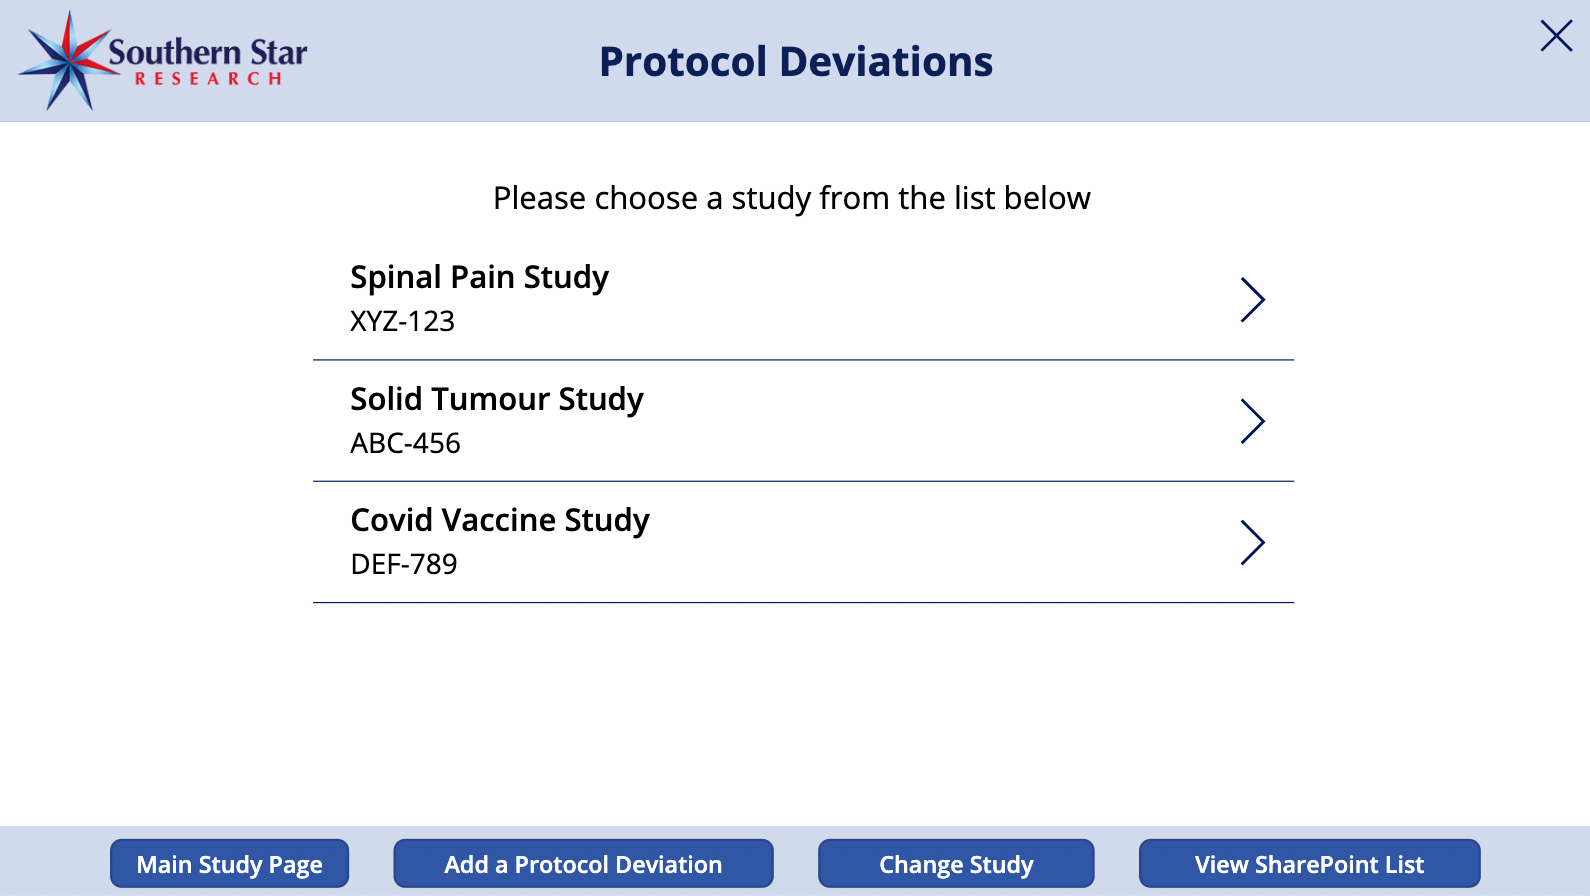 Southern Star
RESEARCH
Protocol Deviations
Please choose a study from the list below
Spinal Pain Study
XYZ-123
Solid Tumour Study
ABC-456
Covid Vaccine Study
DEF-789
Main Study Page
Add a Protocol Deviation
Change Study
View SharePoint List